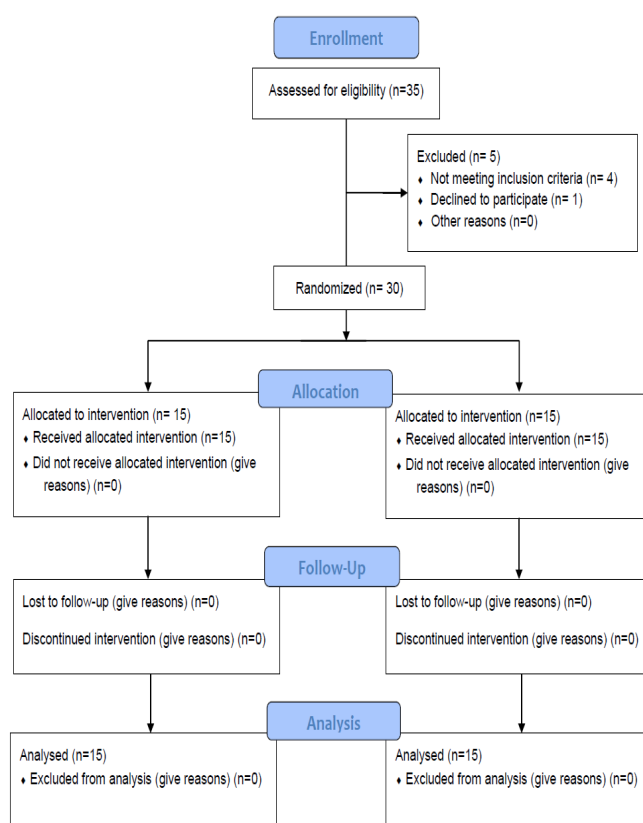 Enrollment
Assessed for eligibility (n=35)
Excluded (n= 5)
♦ Not meeting inclusion criteria (n= 4)
♦ Declined to participate (n= 1)
♦ Other reasons (n=0)
Randomized (n= 30)
Allocation
Allocated to intervention (n= 15)
♦ Received allocated intervention (n=15)
♦ Did not receive allocated intervention (give
reasons) (n=0)
Allocated to intervention (n=15)
♦ Received allocated intervention (n=15)
♦ Did not receive allocated intervention (give
reasons) (n=0)
Follow-Up
Lost to follow-up (give reasons) (n=0)
Discontinued intervention (give reasons) (n=0)
Lost to follow-up (give reasons) (n=0)
Discontinued intervention (give reasons) (n=0)
Analysis
Analysed (n=15)
♦ Excluded from analysis (give reasons) (n=0)
Analysed (n=15)
♦ Excluded from analysis (give reasons) (n=0)